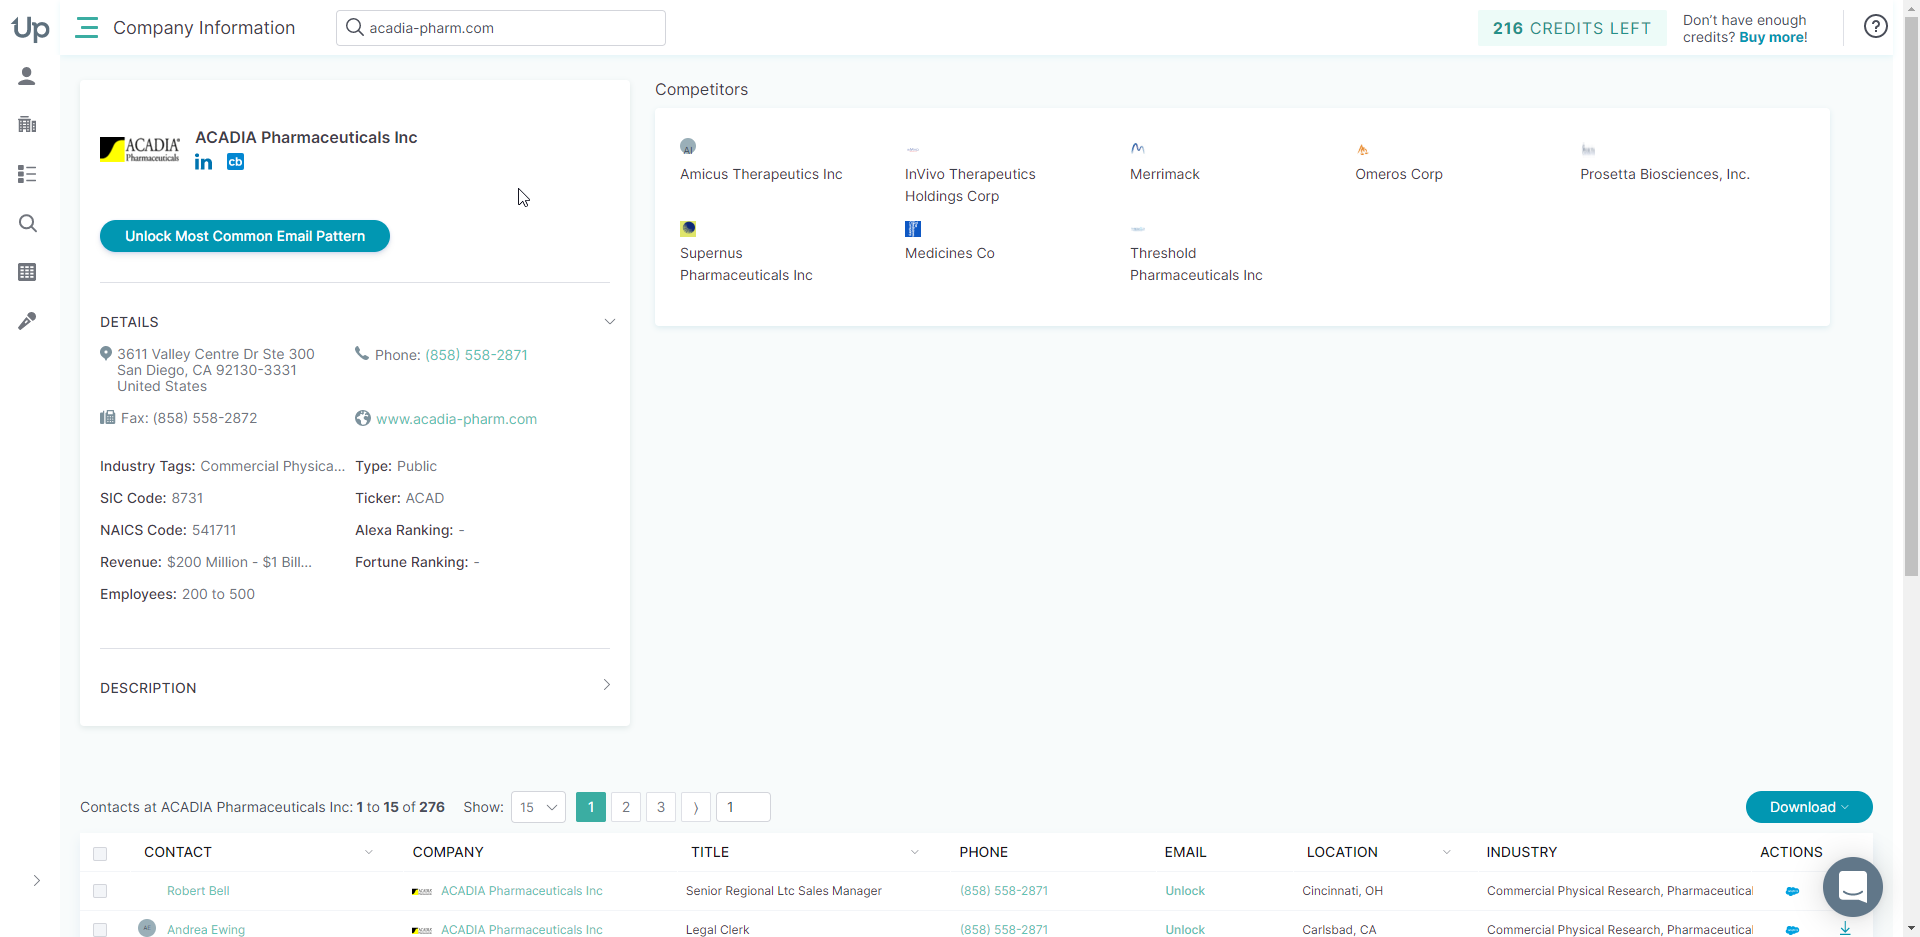 Up
Company Information
acadia-pharm.com
216 CREDITS LEFT
Don't have enough
credits? Buy more!
?
ACADIA
Pharmaceuticals
ACADIA Pharmaceuticals Inc
in cb
Unlock Most Common Email Pattern
DETAILS
3611 Valley Centre Dr Ste 300
San Diego, CA 92130-3331
United States
Phone: (858) 558-2871
Fax: (858) 558-2872
www.acadia-pharm.com
Industry Tags: Commercial Physica...
Type: Public
SIC Code: 8731
Ticker: ACAD
NAICS Code: 541711
Alexa Ranking: -
Revenue: $200 Million - $1 Bill...
Fortune Ranking: -
Employees: 200 to 500
DESCRIPTION
Competitors
AI
Amicus Therapeutics Inc
InVivo Therapeutics
Holdings Corp
Merrimack
Omeros Corp
Prosetta Biosciences, Inc.
Supernus
Pharmaceuticals Inc
Medicines Co
Threshold
Pharmaceuticals Inc
Contacts at ACADIA Pharmaceuticals Inc: 1 to 15 of 276
Show: 15
1 2 3 1
Download
CONTACT COMPANY TITLE PHONE EMAIL LOCATION INDUSTRY ACTIONS
Robert Bell ACADIA Pharmaceuticals Inc Senior Regional Ltc Sales Manager (858) 558-2871 Unlock Cincinnati, OH Commercial Physical Research, Pharmaceutical
AE Andrea Ewing ACADIA Pharmaceuticals Inc Legal Clerk (858) 558-2871 Unlock Carlsbad, CA Commercial Physical Research, Pharmaceutical